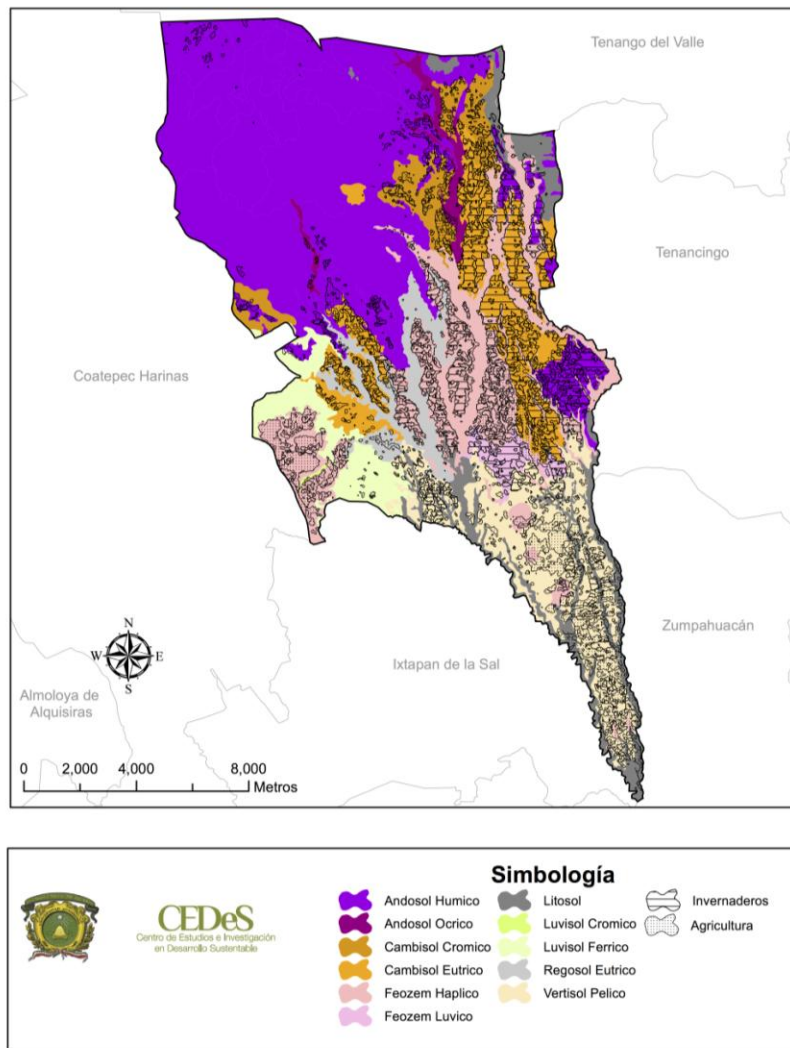 Tenango del Valle
Tenancingo
Coatepec Harinas
Zumpahuacán
Ixtapan de la Sal
Almoloya de
Alquisiras
N
W E
S
0 2,000 4,000 8,000
Metros
Simbología
CEDeS
Centro de Estudios e Investigación
en Desarrollo Sustentable
Andosol Humico
Andosol Ocrico
Cambisol Cromico
Cambisol Eutrico
Feozem Haplico
Feozem Luvico
Litosol
Luvisol Cromico
Luvisol Ferrico
Regosol Eutrico
Vertisol Pelico
Invernaderos
Agricultura